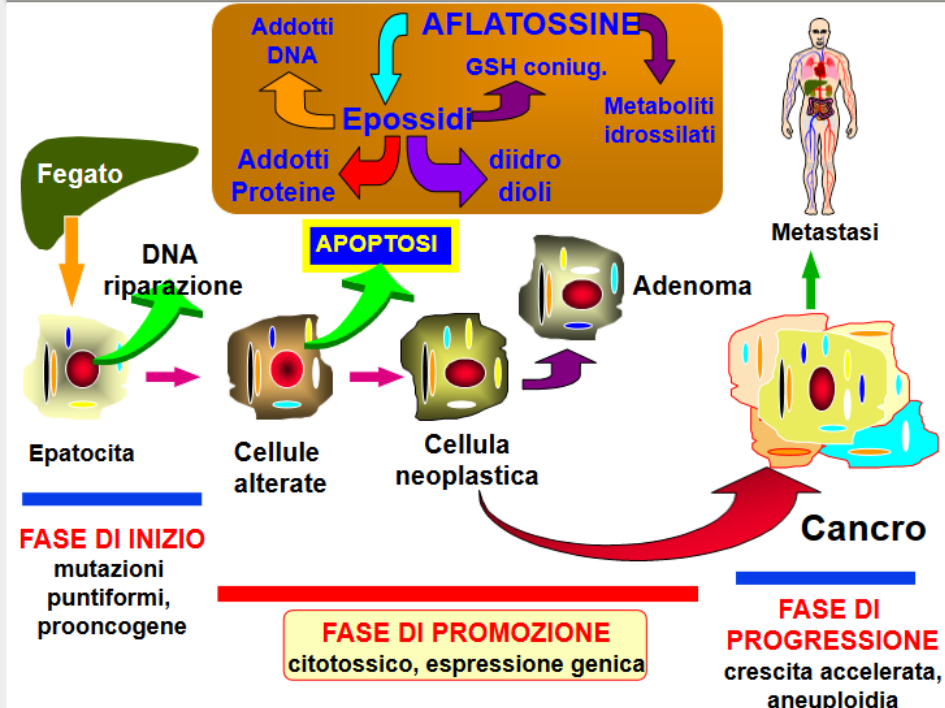 AFLATOSSINE
Addotti
DNA
GSH coniug.
Metaboliti
idrossilati
Epossidi
Addotti
Proteine
diidro
dioli
Fegato
DNA
riparazione
APOPTOSI
Adenoma
Metastasi
Epatocita
Cellule
alterate
Cellula
neoplastica
Cancro
FASE DI INIZIO
mutazioni
puntiformi,
prooncogene
FASE DI PROMOZIONE
citotossico, espressione genica
FASE DI
PROGRESSIONE
crescita accelerata,
aneuploidia